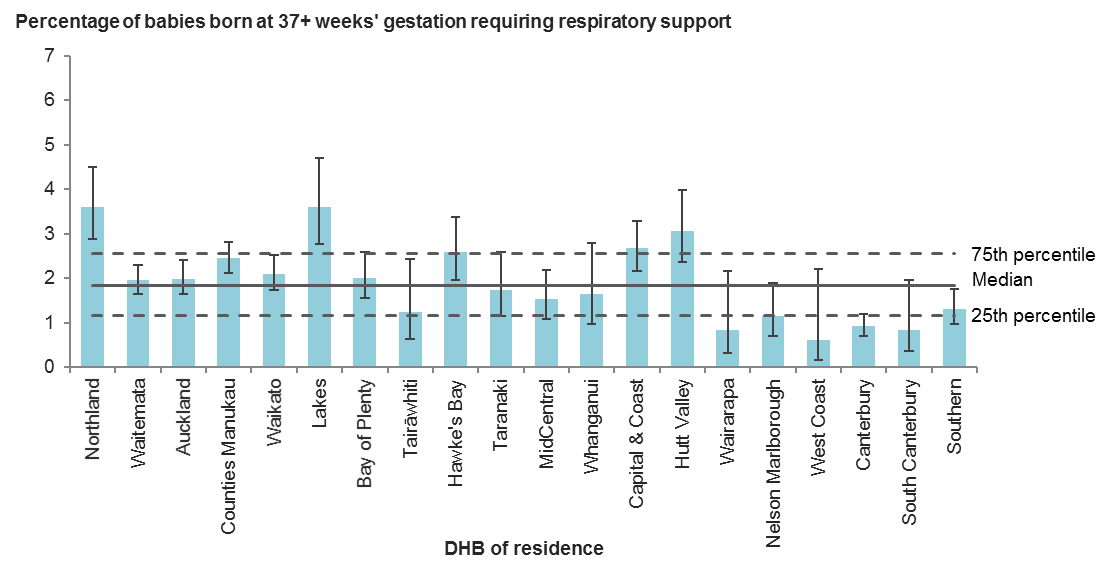 Percentage of babies born at 37+ weeks' gestation requiring respiratory support
7
6
5
4
3
2
1
0
75th percentile
Median
25th percentile
Northland
Waitemata
Auckland
Counties Manukau
Waikato
Lakes
Bay of Plenty
Tairāwhiti
Hawke's Bay
Taranaki
MidCentral
Whanganui
Capital & Coast
Hutt Valley
Wairarapa
Nelson Marlborough
West Coast
Canterbury
South Canterbury
Southern
DHB of residence